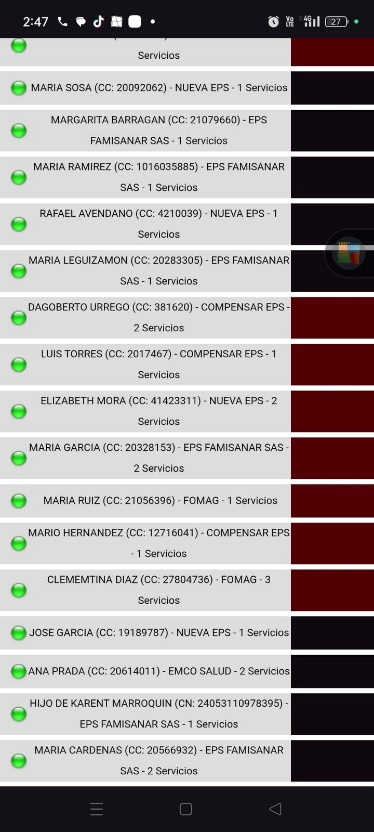 2:47
Vo LTE 4G 27
Servicios
MARIA SOSA (CC: 20092062) - NUEVA EPS - 1 Servicios
MARGARITA BARRAGAN (CC: 21079660) - EPS
FAMISANAR SAS - 1 Servicios
MARIA RAMIREZ (CC: 1016035885) - EPS FAMISANAR
SAS - 1 Servicios
RAFAEL AVENDANO (CC: 4210039) - NUEVA EPS - 1
Servicios
MARIA LEGUIZAMON (CC: 20283305) - EPS FAMISANAR
SAS - 1 Servicios
DAGOBERTO URREGO (CC: 381620) - COMPENSAR EPS -
2 Servicios
LUIS TORRES (CC: 2017467) - COMPENSAR EPS - 1
Servicios
ELIZABETH MORA (CC: 41423311) - NUEVA EPS - 2
Servicios
MARIA GARCIA (CC: 20328153) - EPS FAMISANAR SAS -
2 Servicios
MARIA RUIZ (CC: 21056396) - FOMAG - 1 Servicios
MARIO HERNANDEZ (CC: 12716041) - COMPENSAR EPS
- 1 Servicios
CLEMEMTINA DIAZ (CC: 27804736) - FOMAG - 3
Servicios
JOSE GARCIA (CC: 19189787) - NUEVA EPS - 1 Servicios
ANA PRADA (CC: 20614011) - EMCO SALUD - 2 Servicios
HIJO DE KARENT MARROQUIN (CN: 24053110978395) -
EPS FAMISANAR SAS - 1 Servicios
MARIA CARDENAS (CC: 20566932) - EPS FAMISANAR
SAS - 2 Servicios